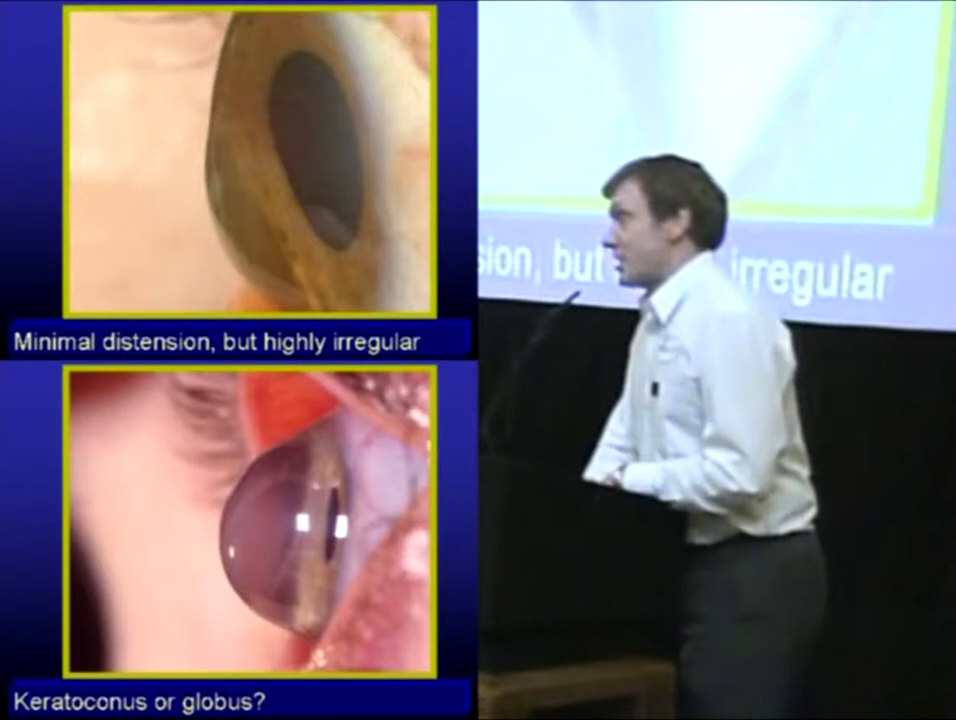 Minimal distension, but highly irregular
Keratoconus or globus?
sion, but irregular